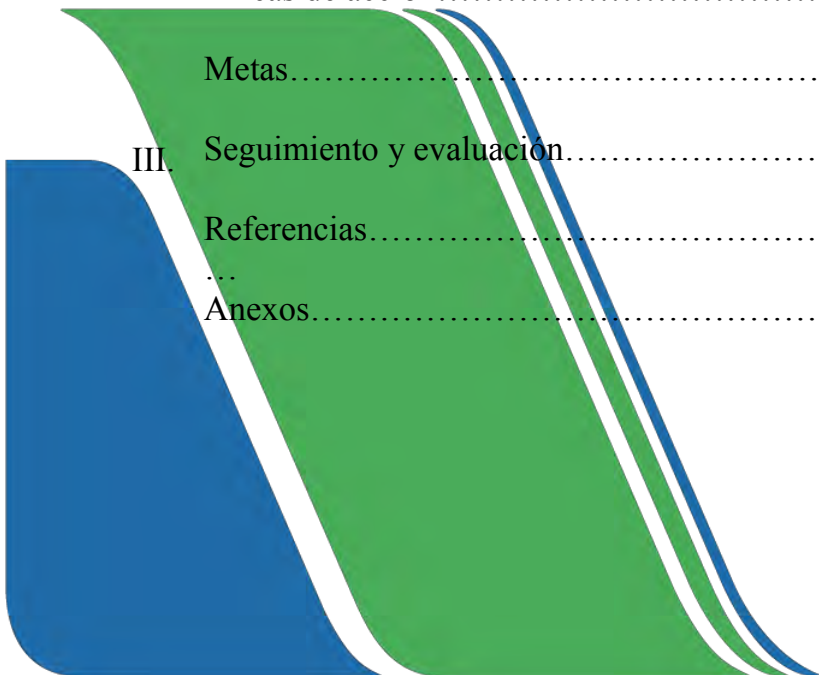 Metas……………………………………………
III. Seguimiento y evaluación……………………
Referencias………………………………………
…
Anexos……………………………………………